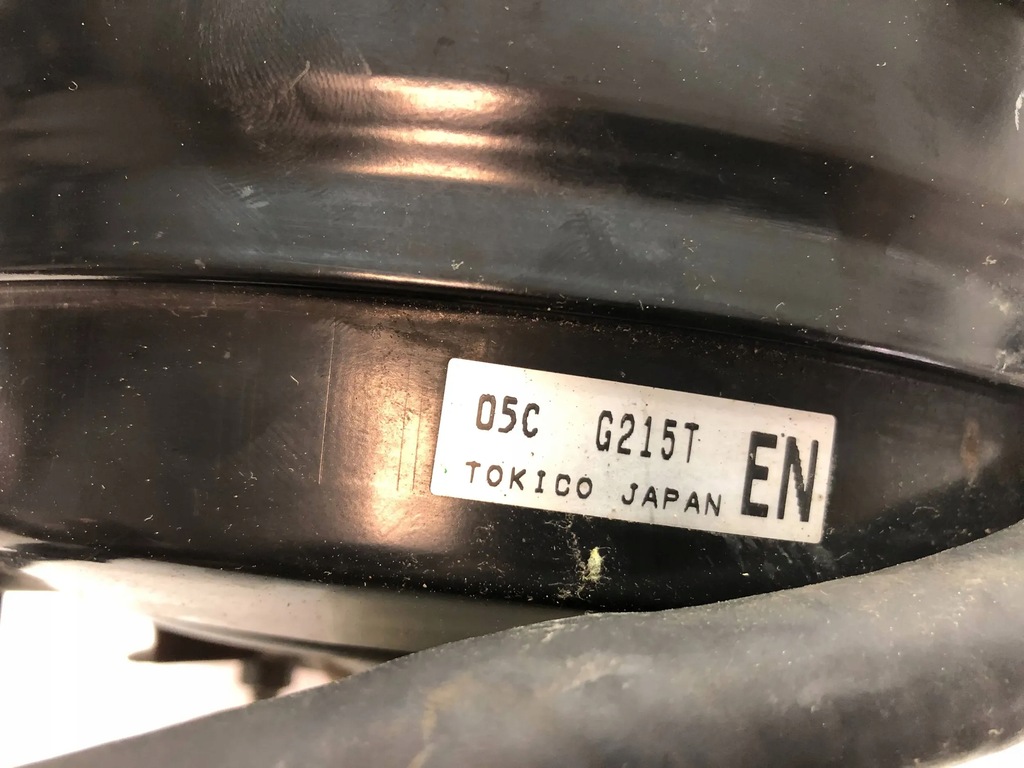 05C G215T EN
TOKICO JAPAN